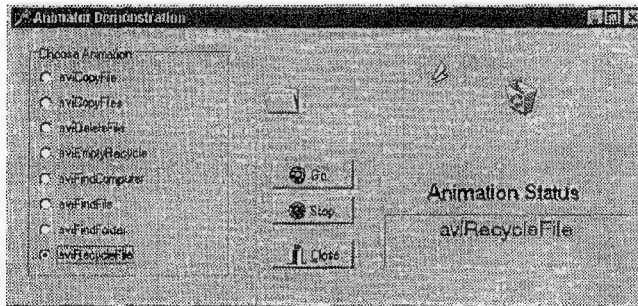 Animator Demonstration
Choose Animation
aviCopyFile
aviCopyFiles
aviDeleteFile
aviEmptyRecycle
aviFindComputer
aviFindFile
aviFindFolder
aviRecycleFile
Go
Stop
Close
Animation Status
aviRecycleFile